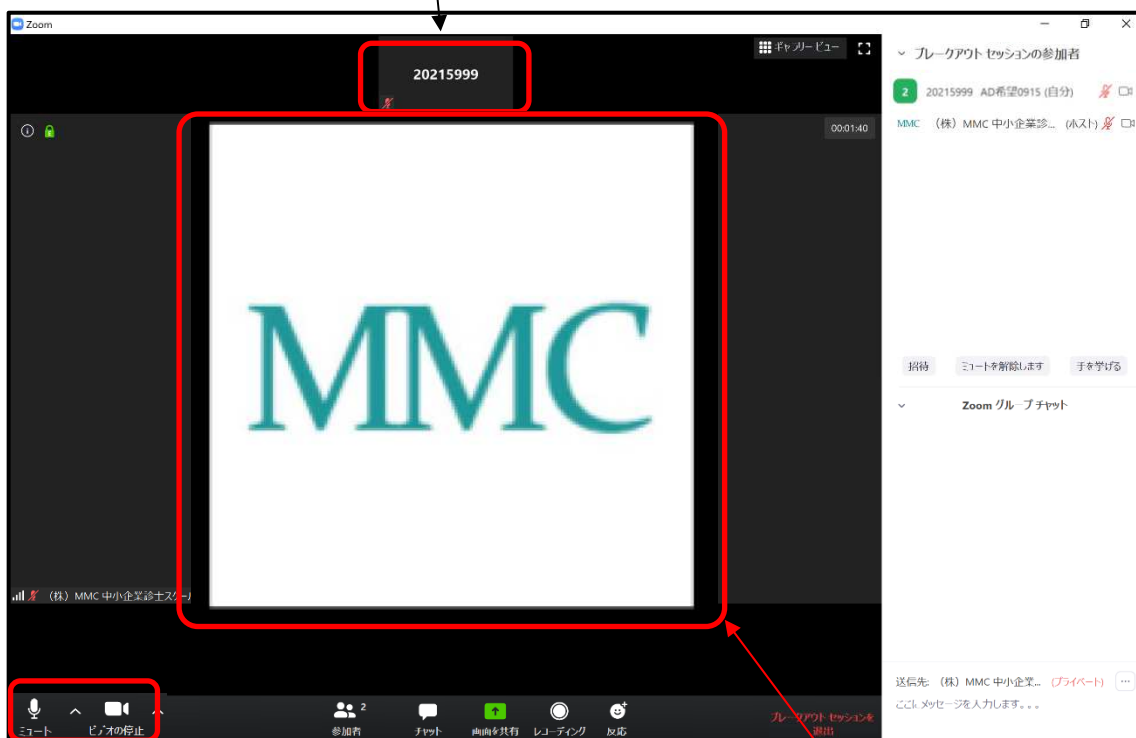 Zoom
20215999
ギャラリー ビュー
00:01:40
MMC
(株) MMC 中小企業診士スクール
ミュート
ビデオの停止
参加者 2
チャット
画面を共有
レコーディング
反応
ブレークアウト セッションを
退出
ブレークアウト セッションの参加者
2 20215999 AD希望0915 (自分)
MMC (株) MMC 中小企業診... (ホスト)
招待
ミュートを解除します
手を挙げる
Zoom グループ チャット
送信先: (株) MMC 中小企業... (プライベート)
ここにメッセージを入力します。。。